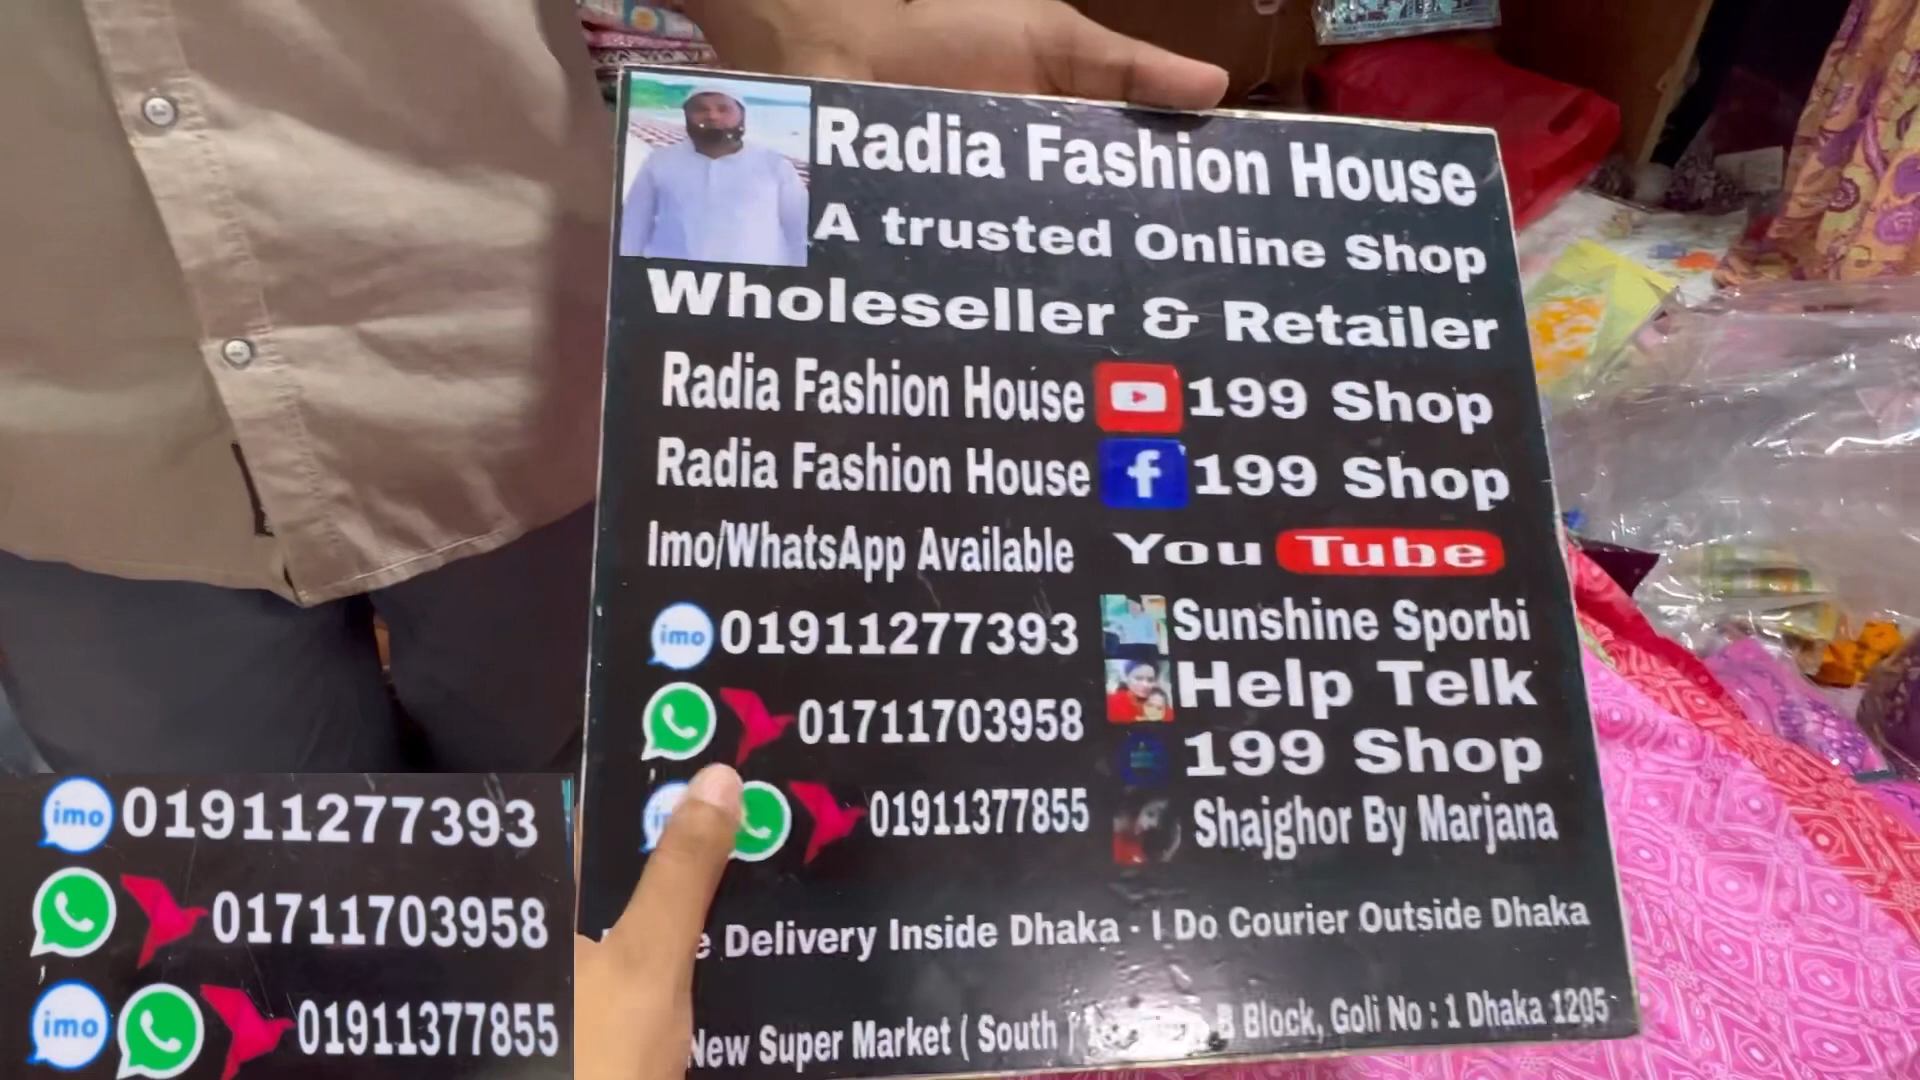 Radia Fashion House
A trusted Online Shop
Wholeseller & Retailer
Radia Fashion House 199 Shop
Radia Fashion House f 199 Shop
Imo/WhatsApp Available You Tube
imo 01911277393 Sunshine Sporbi
01711703958 Help Telk
199 Shop
01911377855 Shajghor By Marjana
Delivery Inside Dhaka - I Do Courier Outside Dhaka
New Super Market ( South ) B Block, Goli No : 1 Dhaka 1205
imo 01911277393
01711703958
imo 01911377855